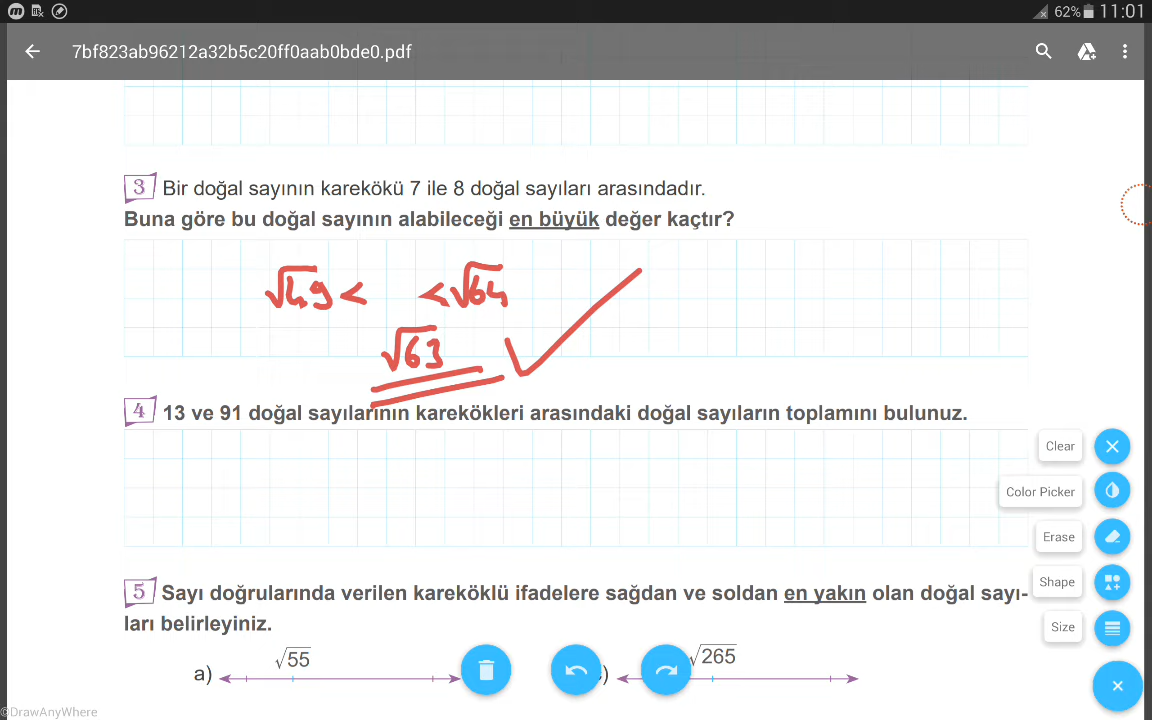 62% 11:01
7bf823ab96212a32b5c20ff0aab0bde0.pdf
3 Bir doğal sayının karekökü 7 ile 8 doğal sayıları arasındadır.
Buna göre bu doğal sayının alabileceği en büyük değer kaçtır?
√49 < < √64
√63
4 13 ve 91 doğal sayılarının karekökleri arasındaki doğal sayıların toplamını bulunuz.
Clear
Color Picker
Erase
Shape
Size
5 Sayı doğrularında verilen kareköklü ifadelere sağdan ve soldan en yakın olan doğal sayı-
ları belirleyiniz.
a) √55
) √265
©DrawAnyWhere